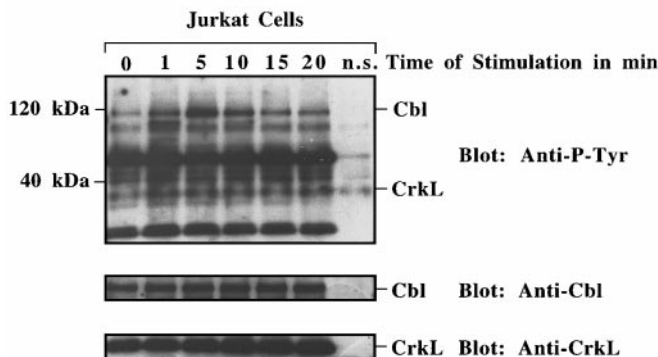 Jurkat Cells
0 1 5 10 15 20 n.s. Time of Stimulation in min
120 kDa Cbl
Blot: Anti-P-Tyr
40 kDa CrkL
Cbl Blot: Anti-Cbl
CrkL Blot: Anti-CrkL